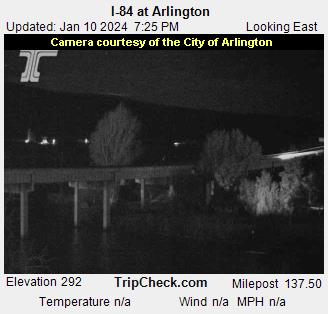 I-84 at Arlington
Updated: Jan 10 2024 7:25 PM Looking East
Camera courtesy of the City of Arlington
Elevation 292 TripCheck.com Milepost 137.50
Temperature n/a Wind n/a MPH n/a